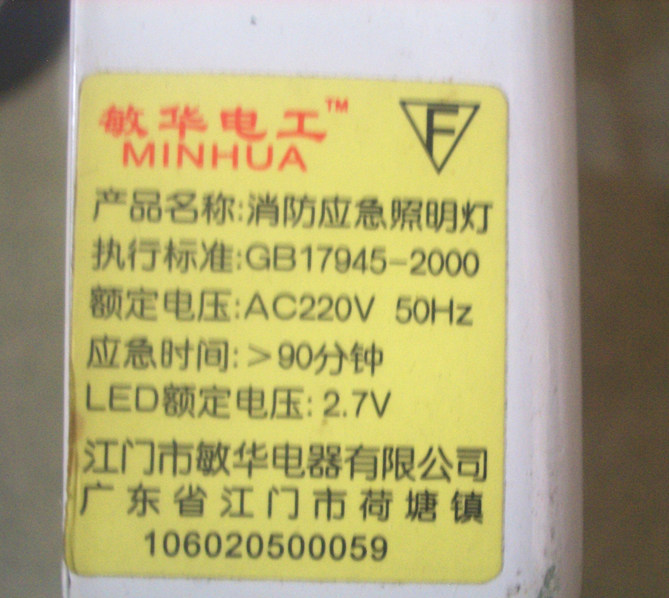 敏华电工™
F
MINHUA
产品名称:消防应急照明灯
执行标准:GB17945-2000
额定电压:AC220V 50Hz
应急时间:>90分钟
LED额定电压:2.7V
江门市敏华电器有限公司
广东省江门市荷塘镇
106020500059